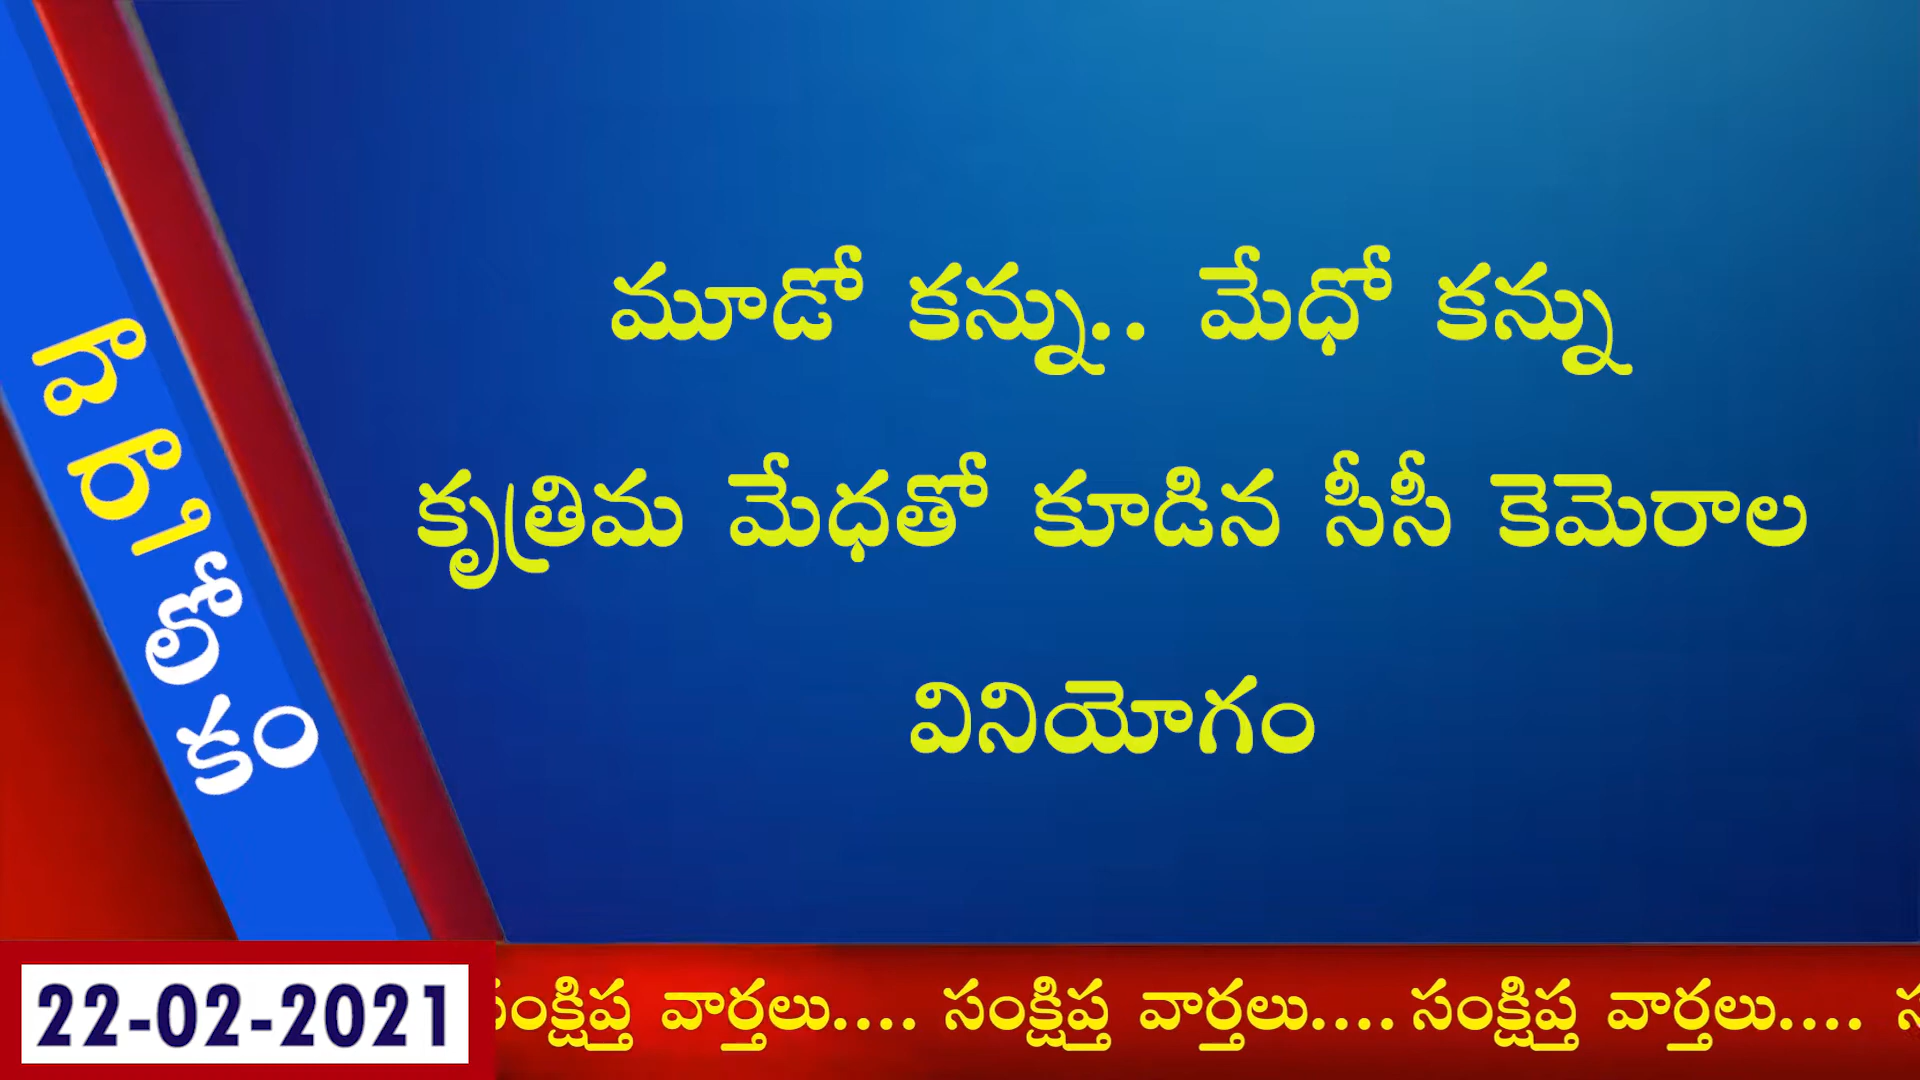 మూడో కన్ను.. మేధో కన్ను
కృత్రిమ మేధతో కూడిన సీసీ కెమెరాల
వినియోగం
వార్తాలోకం
22-02-2021
సంక్షిప్త వార్తలు.... సంక్షిప్త వార్తలు.... సంక్షిప్త వార్తలు....